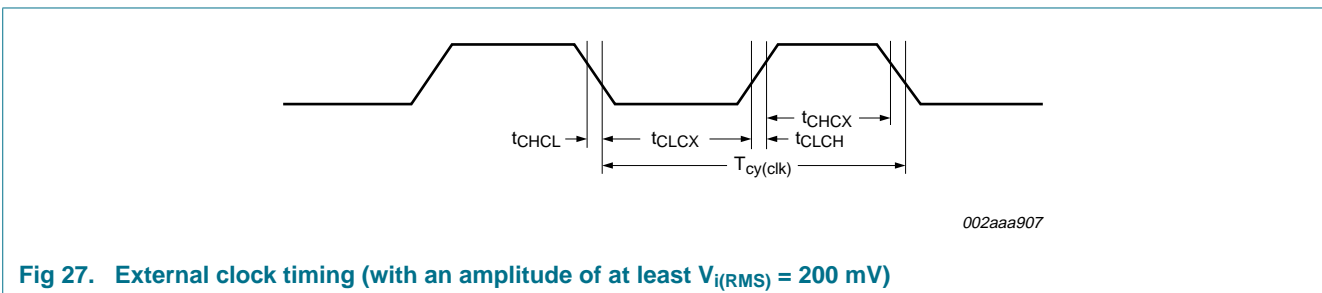 tCHCX
tCHCL
tCLCX
tCLCH
Tcy(clk)
002aaa907
Fig 27. External clock timing (with an amplitude of at least Vi(RMS) = 200 mV)